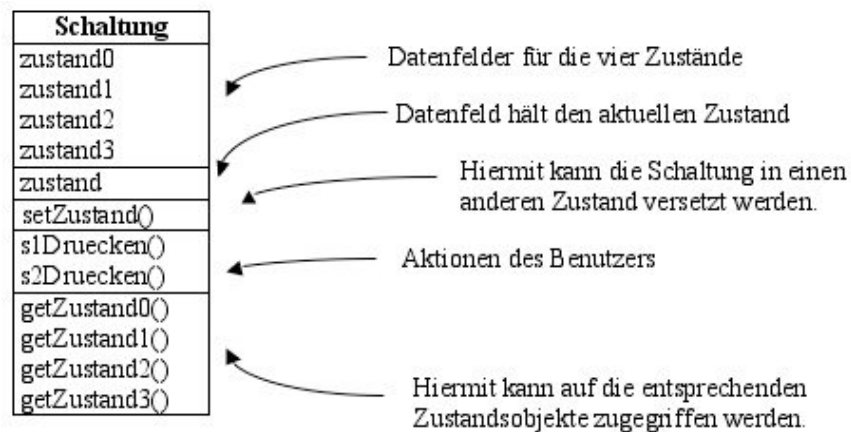 Schaltung
zustand0
zustand1
zustand2
zustand3
zustand
setZustand()
s1Druecken()
s2Druecken()
getZustand0()
getZustand1()
getZustand2()
getZustand3()
Datenfelder für die vier Zustände
Datenfeld hält den aktuellen Zustand
Hiermit kann die Schaltung in einen
anderen Zustand versetzt werden.
Aktionen des Benutzers
Hiermit kann auf die entsprechenden
Zustandsobjekte zugegriffen werden.